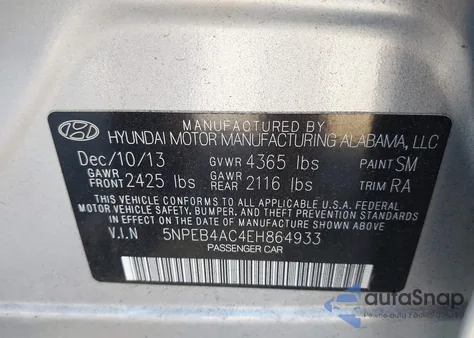 MANUFACTURED BY
HYUNDAI MOTOR MANUFACTURING ALABAMA, LLC
Dec/10/13 GVWR 4365 lbs PAINT SM
GAWR FRONT 2425 lbs GAWR REAR 2116 lbs TRIM RA
THIS VEHICLE CONFORMS TO ALL APPLICABLE U.S.A. FEDERAL
MOTOR VEHICLE SAFETY, BUMPER, AND THEFT PREVENTION STANDARDS
IN EFFECT ON THE DATE OF MANUFACTURE SHOWN ABOVE.
V.I.N 5NPEB4AC4EH864933
PASSENGER CAR
autoSnap